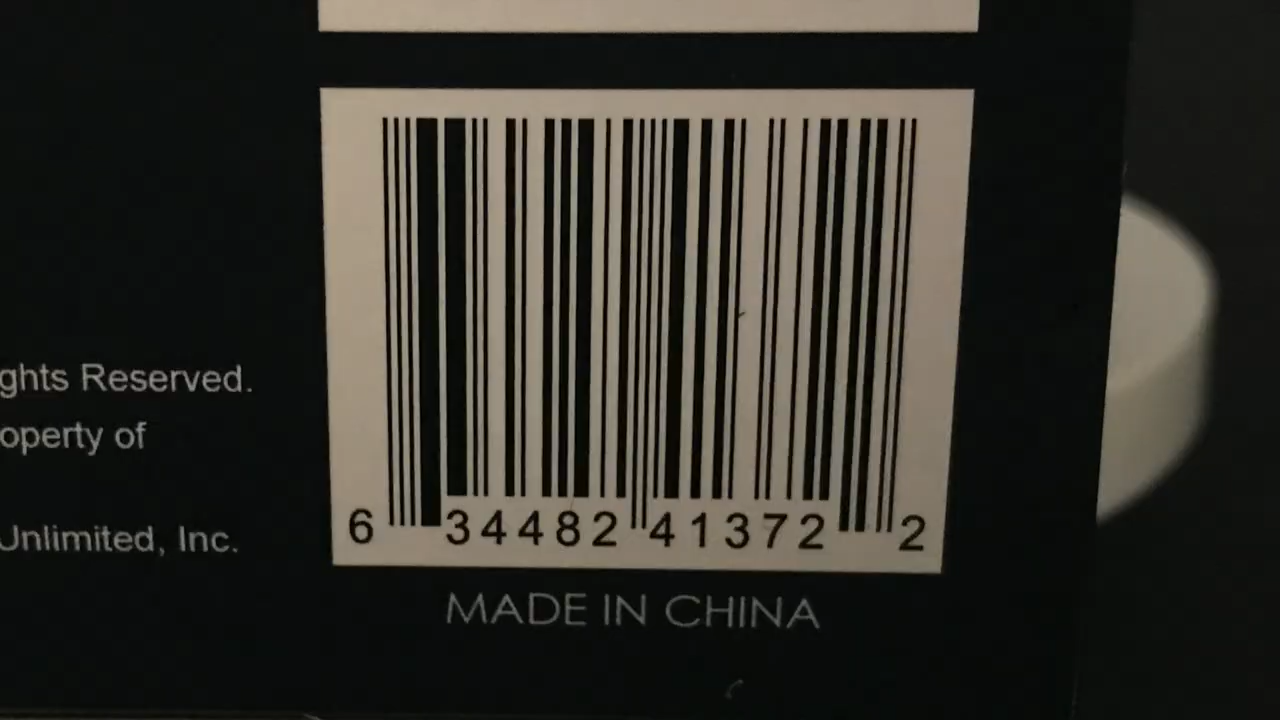 ghts Reserved.
operty of
Unlimited, Inc.
6 34482 41372 2
MADE IN CHINA